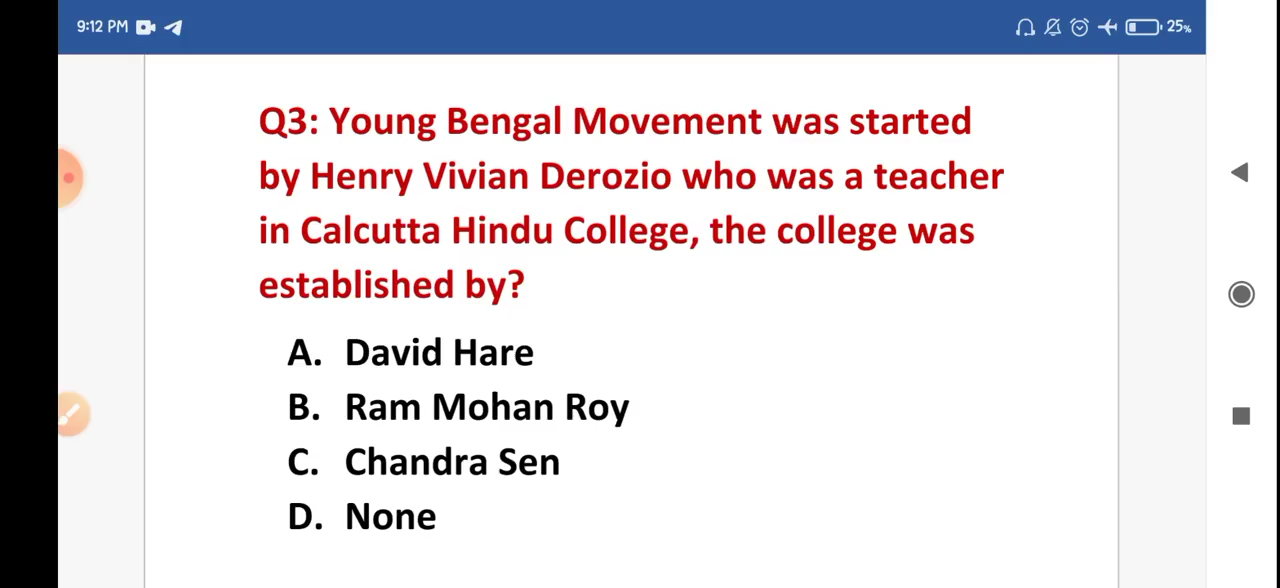 9:12 PM
25%
Q3: Young Bengal Movement was started
by Henry Vivian Derozio who was a teacher
in Calcutta Hindu College, the college was
established by?
A. David Hare
B. Ram Mohan Roy
C. Chandra Sen
D. None